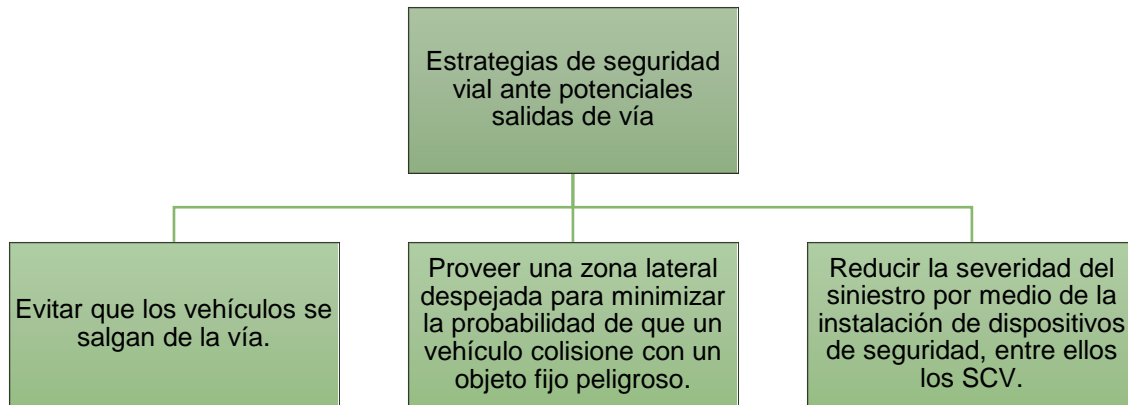 Estrategias de seguridad
vial ante potenciales
salidas de vía
Evitar que los vehículos se
salgan de la vía.
Proveer una zona lateral
despejada para minimizar
la probabilidad de que un
vehículo colisione con un
objeto fijo peligroso.
Reducir la severidad del
siniestro por medio de la
instalación de dispositivos
de seguridad, entre ellos
los SCV.